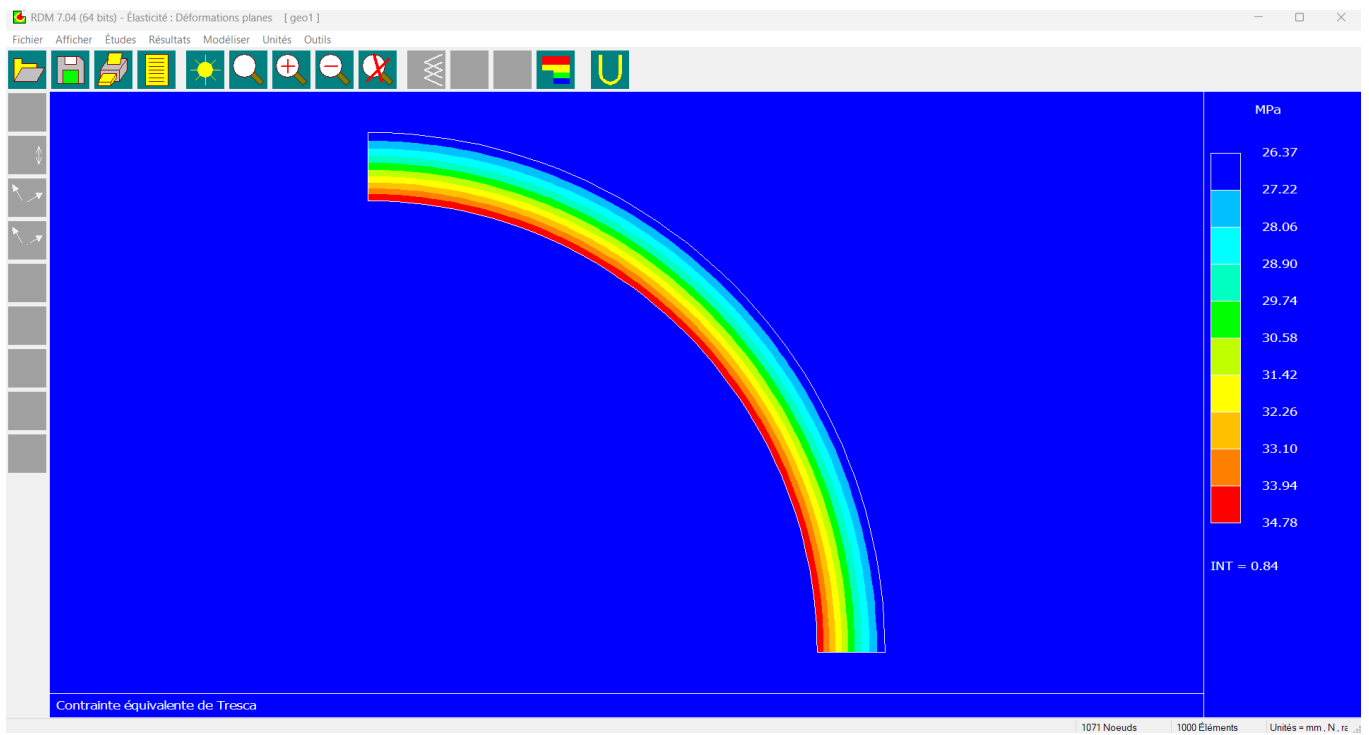 RDM 7.04 (64 bits) - Élasticité : Déformations planes [ geo1 ]
Fichier Afficher Études Résultats Modéliser Unités Outils
MPa
26.37
27.22
28.06
28.90
29.74
30.58
31.42
32.26
33.10
33.94
34.78
INT = 0.84
Contrainte équivalente de Tresca
1071 Noeuds 1000 Éléments Unités = mm , N ,